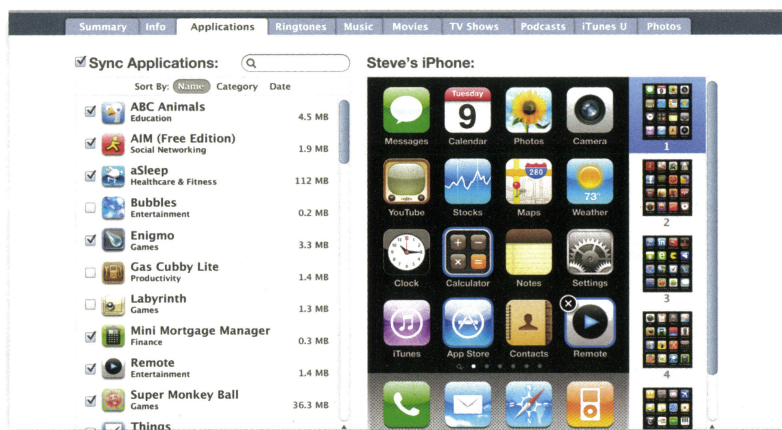 Summary Info Applications Ringtones Music Movies TV Shows Podcasts iTunes U Photos
Sync Applications:
Steve's iPhone:
Sort By: Name Category Date
ABC Animals
Education 4.5 MB
AIM (Free Edition)
Social Networking 1.9 MB
aSleep
Healthcare & Fitness 112 MB
Bubbles
Entertainment 0.2 MB
Enigmo
Games 3.3 MB
Gas Cubby Lite
Productivity 1.4 MB
Labyrinth
Games 1.3 MB
Mini Mortgage Manager
Finance 0.3 MB
Remote
Entertainment 1.4 MB
Super Monkey Ball
Games 36.3 MB
Things
Tuesday
9
Messages Calendar Photos Camera
280
73°
YouTube Stocks Maps Weather
Clock Calculator Notes Settings
iTunes App Store Contacts Remote
1
2
3
4